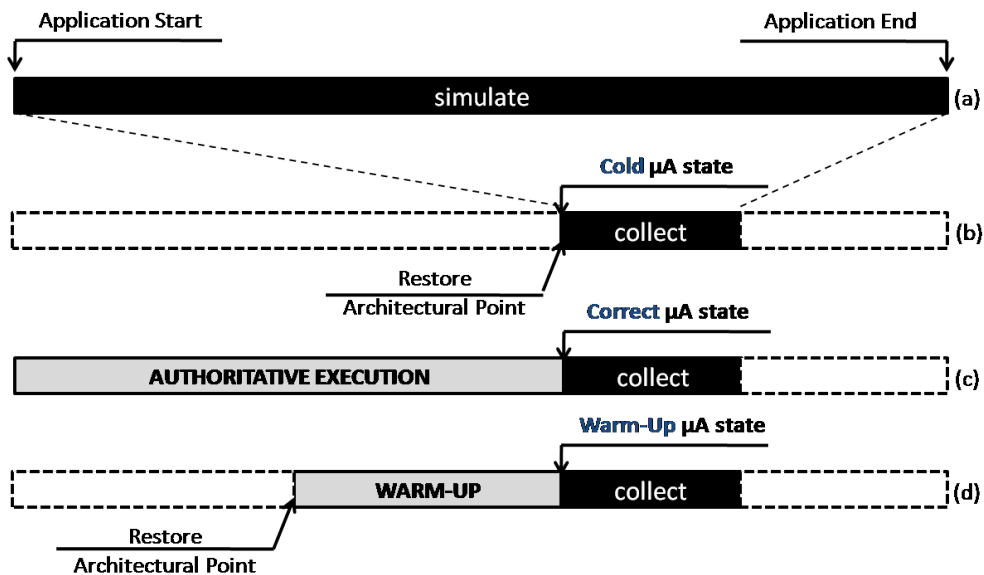 Application Start
Application End
simulate
(a)
Cold µA state
collect
(b)
Restore
Architectural Point
Correct µA state
AUTHORITATIVE EXECUTION
collect
(c)
Warm-Up µA state
WARM-UP
collect
(d)
Restore
Architectural Point